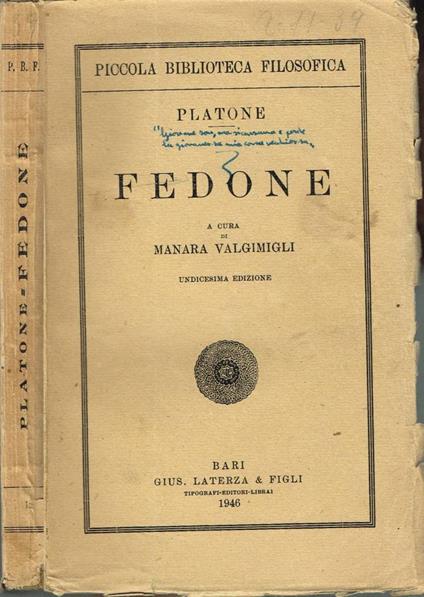 P. B. F.
PLATONE - FEDONE
PICCOLA BIBLIOTECA FILOSOFICA
PLATONE
FEDONE
A CURA
DI
MANARA VALGIMIGLI
UNDICESIMA EDIZIONE
BARI
GIUS. LATERZA & FIGLI
TIPOGRAFI-EDITORI-LIBRAI
1946